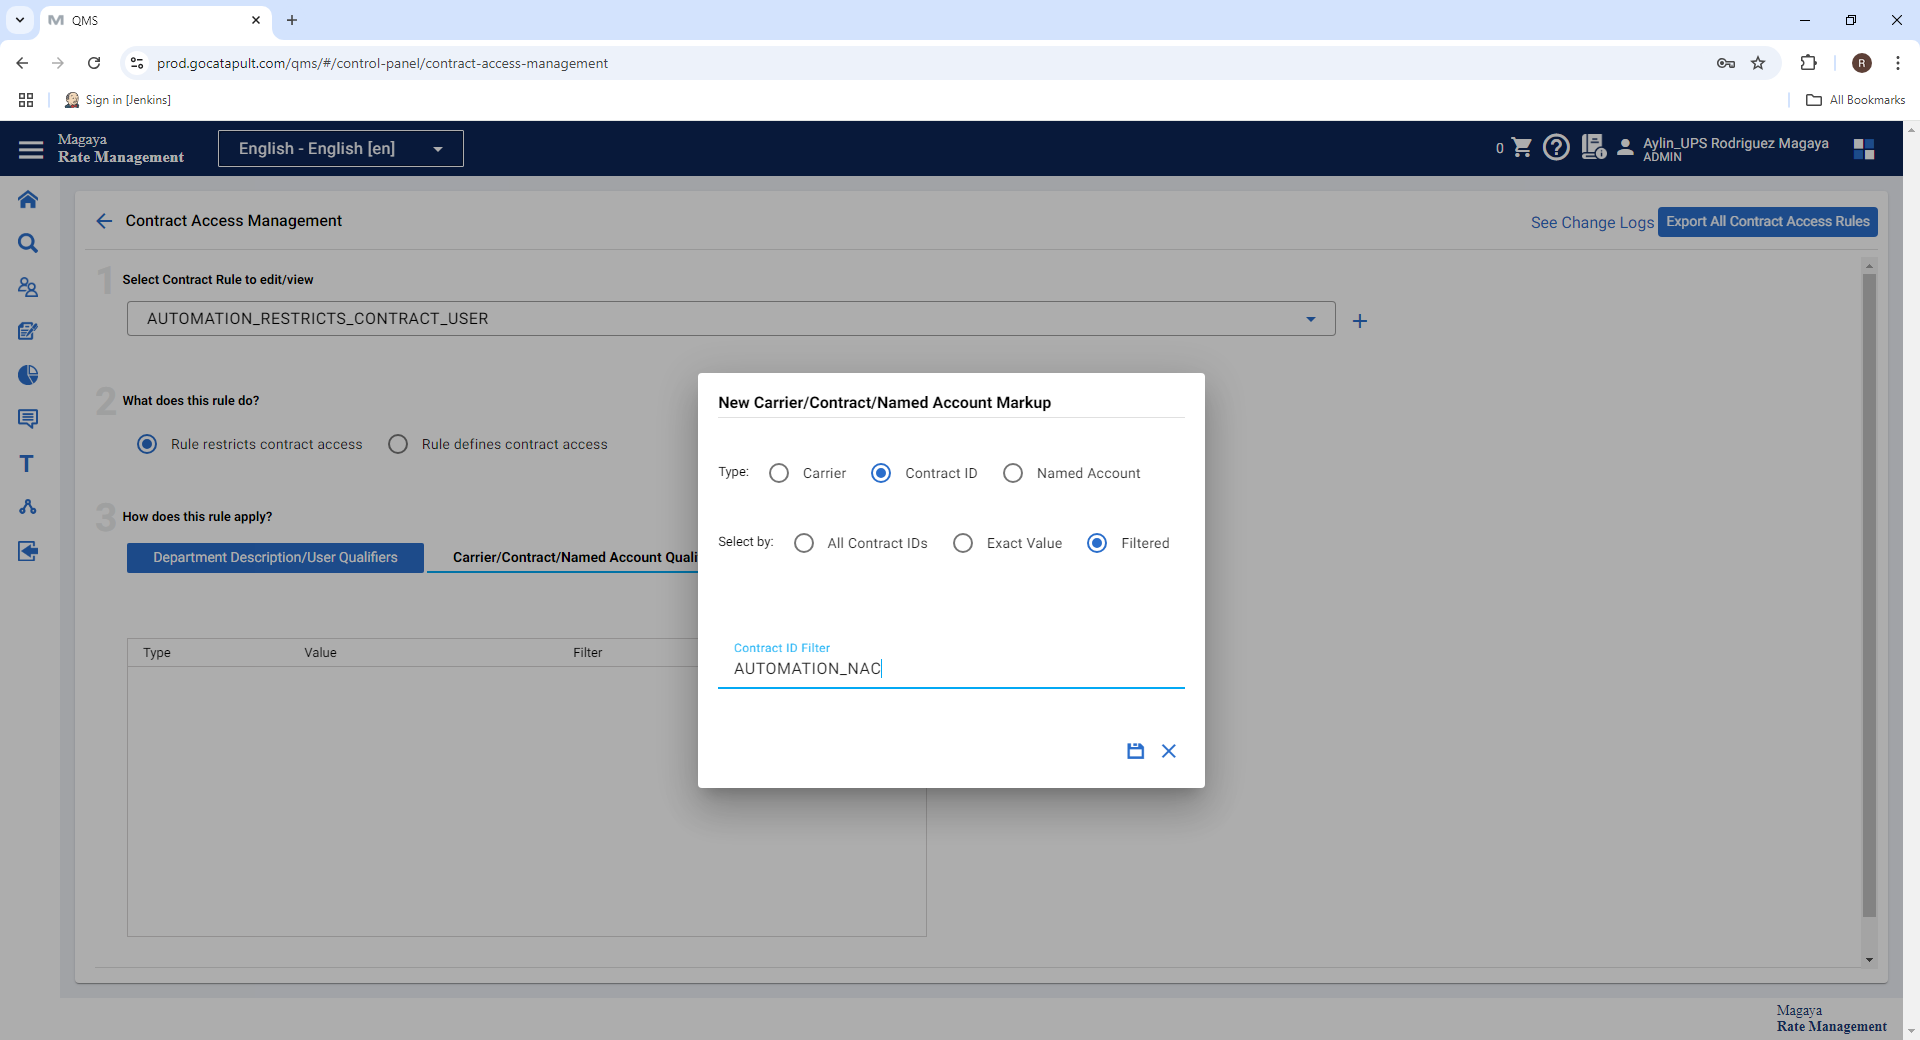 QMS
prod.gocatapult.com/qms/#/control-panel/contract-access-management
R
Sign in [Jenkins]
All Bookmarks
Magaya
Rate Management
English - English [en]
0
Aylin_UPS Rodriguez Magaya
ADMIN
Contract Access Management
See Change Logs
Export All Contract Access Rules
1 Select Contract Rule to edit/view
AUTOMATION_RESTRICTS_CONTRACT_USER
2 What does this rule do?
Rule restricts contract access
Rule defines contract access
3 How does this rule apply?
Department Description/User Qualifiers
Carrier/Contract/Named Account Quali
Type Value Filter
New Carrier/Contract/Named Account Markup
Type: Carrier Contract ID Named Account
Select by: All Contract IDs Exact Value Filtered
Contract ID Filter
AUTOMATION_NAC
Magaya
Rate Management